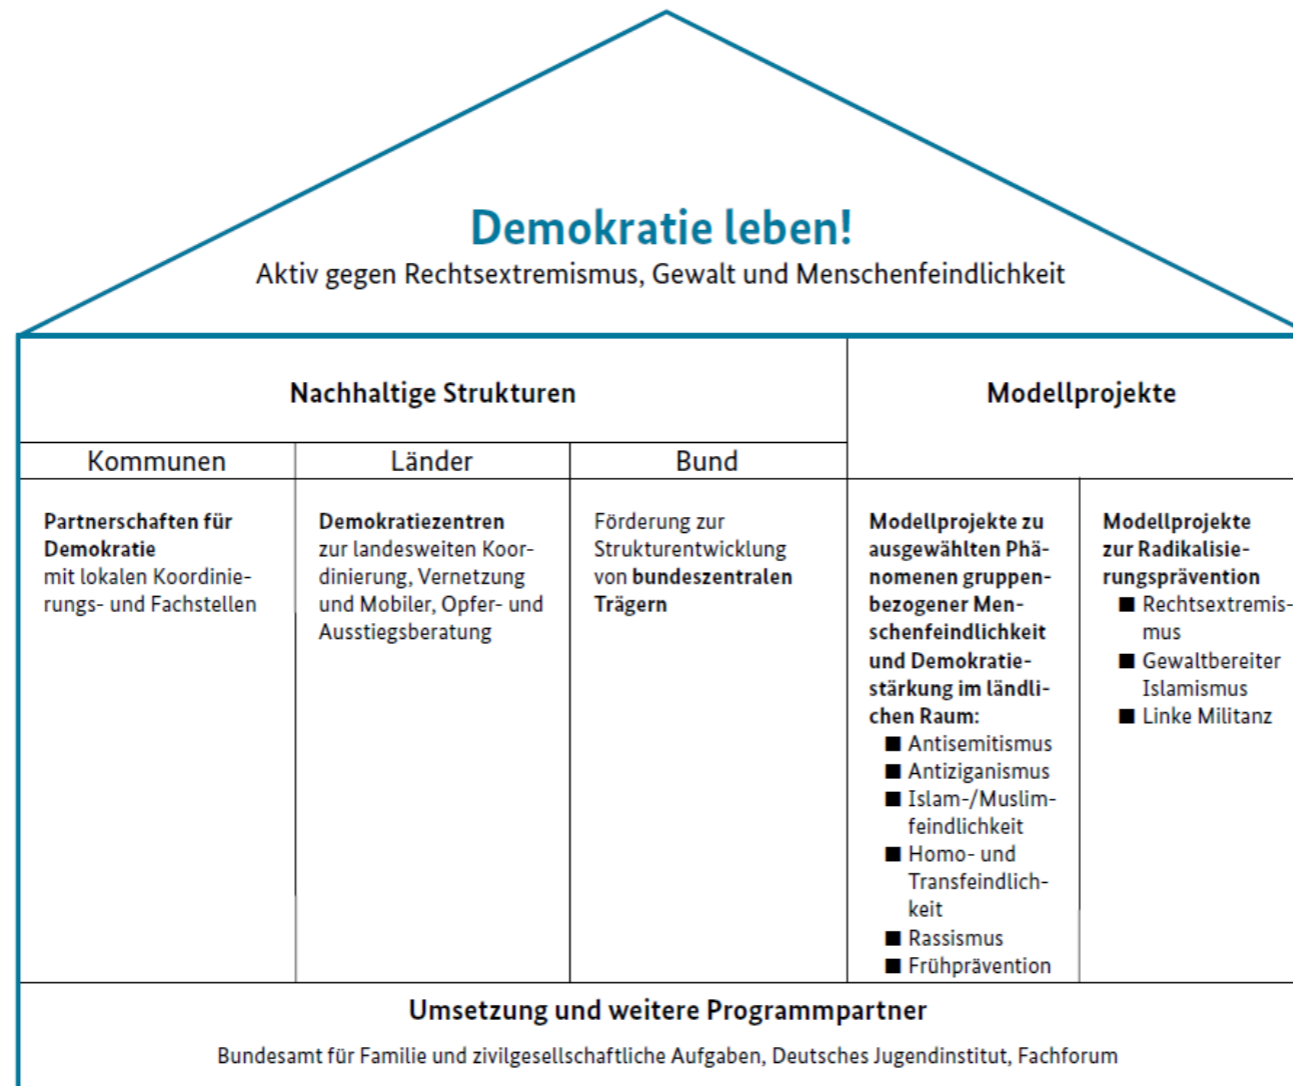 Demokratie leben!
Aktiv gegen Rechtsextremismus, Gewalt und Menschenfeindlichkeit
Nachhaltige Strukturen
Modellprojekte
Kommunen
Länder
Bund
Partnerschaften für
Demokratie
mit lokalen Koordinie-
rungs- und Fachstellen
Demokratiezentren
zur landesweiten Koor-
dinierung, Vernetzung
und Mobiler, Opfer- und
Ausstiegsberatung
Förderung zur
Strukturentwicklung
von bundeszentralen
Trägern
Modellprojekte zu
ausgewählten Phä-
nomenen gruppen-
bezogener Men-
schenfeindlichkeit
und Demokratie-
stärkung im ländli-
chen Raum:
■ Antisemitismus
■ Antiziganismus
■ Islam-/Muslim-
feindlichkeit
■ Homo- und
Transfeindlich-
keit
■ Rassismus
■ Frühprävention
Modellprojekte
zur Radikalisie-
rungsprävention
■ Rechtsextremis-
mus
■ Gewaltbereiter
Islamismus
■ Linke Militanz
Umsetzung und weitere Programmpartner
Bundesamt für Familie und zivilgesellschaftliche Aufgaben, Deutsches Jugendinstitut, Fachforum